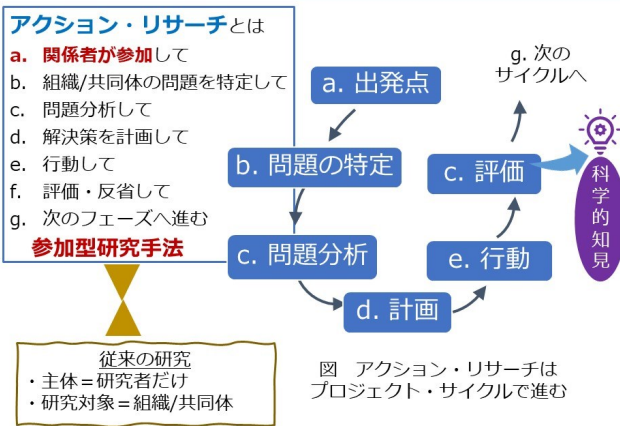 アクション・リサーチとは
a. 関係者が参加して
b. 組織/共同体の問題を特定して
c. 問題分析して
d. 解決策を計画して
e. 行動して
f. 評価・反省して
g. 次のフェーズへ進む
参加型研究手法
従来の研究
・主体＝研究者だけ
・研究対象＝組織/共同体
a. 出発点
b. 問題の特定
c. 問題分析
d. 計画
e. 行動
c. 評価
g. 次の
サイクルへ
科学的知見
図 アクション・リサーチは
プロジェクト・サイクルで進む